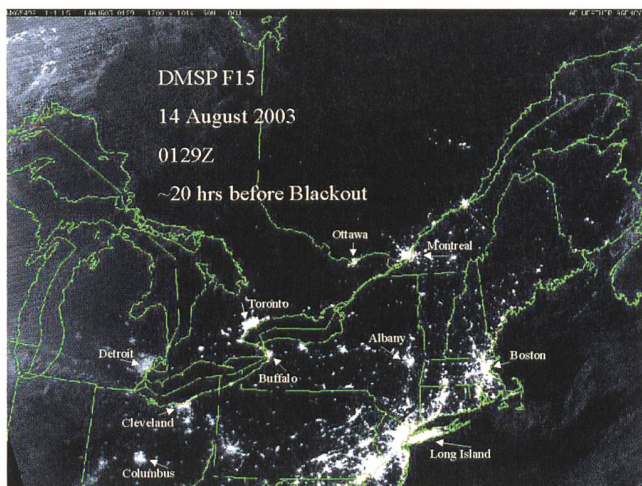 DMSP F15
14 August 2003
0129Z
~20 hrs before Blackout
Ottawa
Montreal
Toronto
Detroit
Albany
Boston
Buffalo
Cleveland
Long Island
Columbus